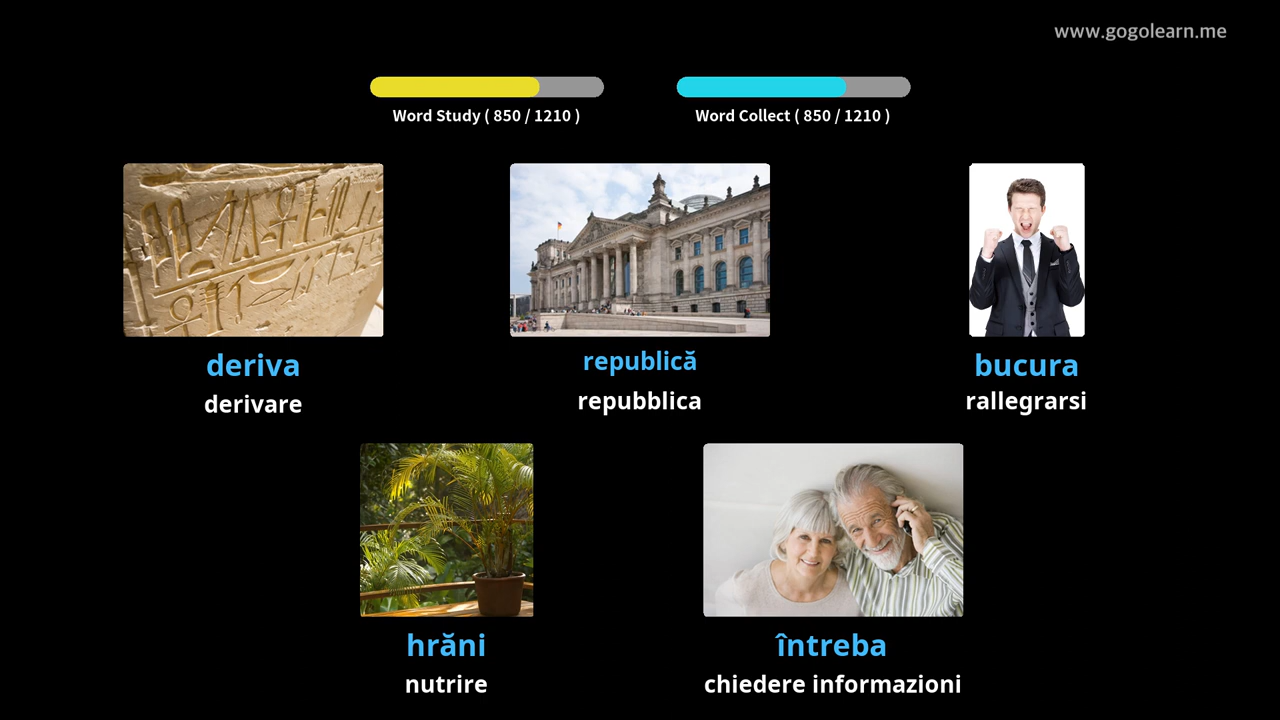 www.gogolearn.me
Word Study ( 850 / 1210 )
Word Collect ( 850 / 1210 )
deriva
derivare
republică
repubblica
bucura
rallegrarsi
hrăni
nutrire
întreba
chiedere informazioni